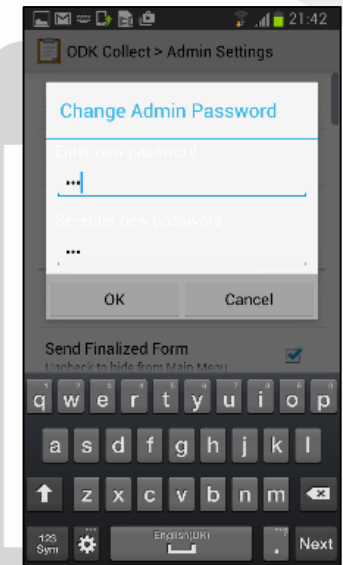 21:42
ODK Collect > Admin Settings
Change Admin Password
Enter new password
•••
Re-enter new password
•••
OK Cancel
Send Finalized Form
Uncheck to hide from Main Menu
q w e r t y u i o p
a s d f g h j k l
z x c v b n m
123 Sym English(UK) . Next